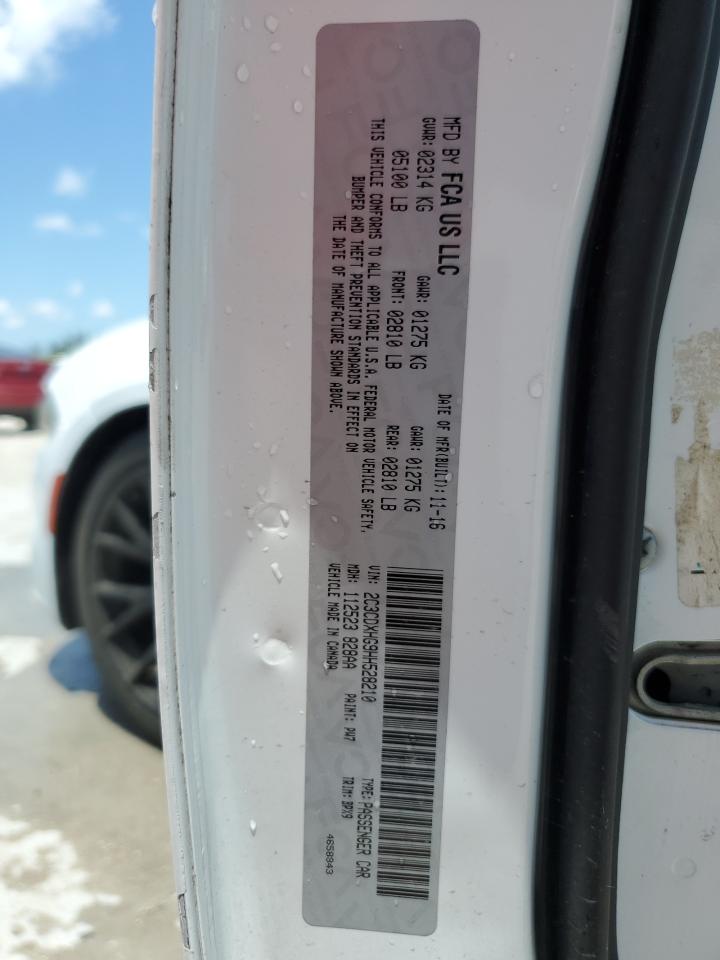 MFD BY FCA US LLC
DATE OF MFR(BUILT): 11-16
GVWR: 02314 KG
GAWR: 01275 KG
GAWR: 01275 KG
05100 LB
FRONT: 02810 LB
REAR: 02810 LB
THIS VEHICLE CONFORMS TO ALL APPLICABLE U.S.A. FEDERAL MOTOR VEHICLE SAFETY,
BUMPER AND THEFT PREVENTION STANDARDS IN EFFECT ON
THE DATE OF MANUFACTURE SHOWN ABOVE.
VIN: 2C3CDXHG9HH528210
TYPE: PASSENGER CAR
MDH: 112523 828AA
PAINT: PW7
TRIM: BPX9
VEHICLE MADE IN CANADA
4658943